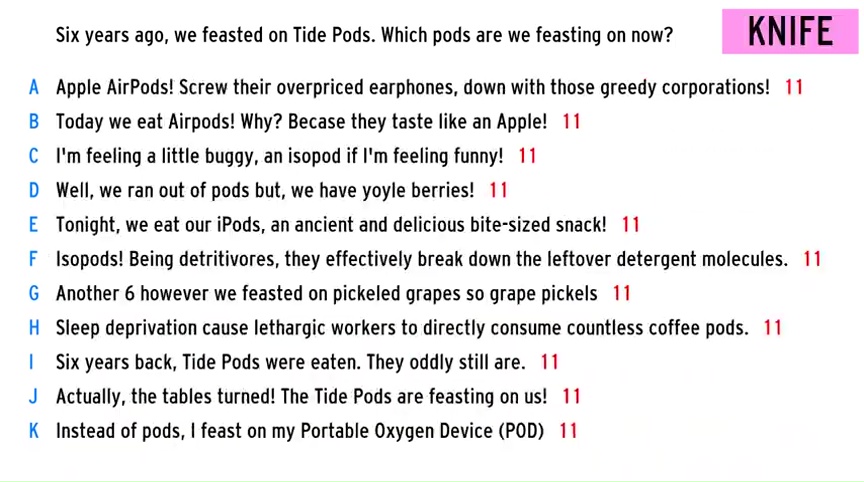 Six years ago, we feasted on Tide Pods. Which pods are we feasting on now?
KNIFE
A Apple AirPods! Screw their overpriced earphones, down with those greedy corporations! 11
B Today we eat Airpods! Why? Becase they taste like an Apple! 11
C I'm feeling a little buggy, an isopod if I'm feeling funny! 11
D Well, we ran out of pods but, we have yoyle berries! 11
E Tonight, we eat our iPods, an ancient and delicious bite-sized snack! 11
F Isopods! Being detritivores, they effectively break down the leftover detergent molecules. 11
G Another 6 however we feasted on pickeled grapes so grape pickels 11
H Sleep deprivation cause lethargic workers to directly consume countless coffee pods. 11
I Six years back, Tide Pods were eaten. They oddly still are. 11
J Actually, the tables turned! The Tide Pods are feasting on us! 11
K Instead of pods, I feast on my Portable Oxygen Device (POD) 11